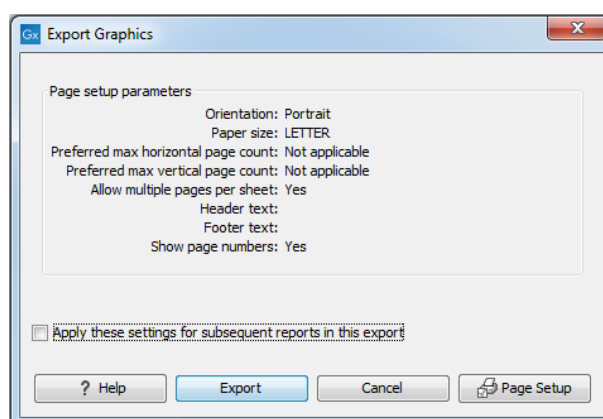 Gx Export Graphics
X
Page setup parameters
Orientation: Portrait
Paper size: LETTER
Preferred max horizontal page count: Not applicable
Preferred max vertical page count: Not applicable
Allow multiple pages per sheet: Yes
Header text:
Footer text:
Show page numbers: Yes
Apply these settings for subsequent reports in this export
? Help Export Cancel Page Setup